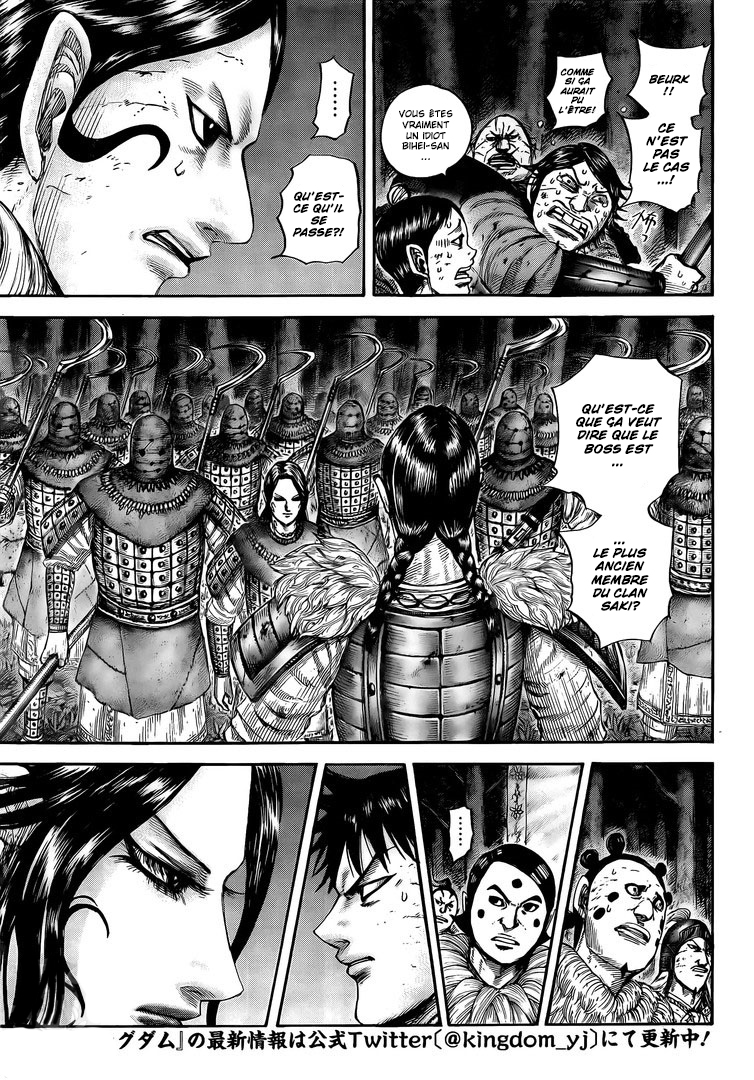 BEURK
!!
CE
N'EST
PAS
LE CAS
...!
COMME
SI ÇA
AURAIT
PU
L'ÊTRE!
VOUS ÊTES
VRAIMENT
UN IDIOT
BIHEI-SAN
...
......
QU'EST-
CE QU'IL
SE
PASSE?!
QU'EST-CE
QUE ÇA VEUT
DIRE QUE LE
BOSS EST
...
...
LE PLUS
ANCIEN
MEMBRE
DU CLAN
SAKI?
......
グダム』の最新情報は公式Twitter(@kingdom_yj)にて更新中!